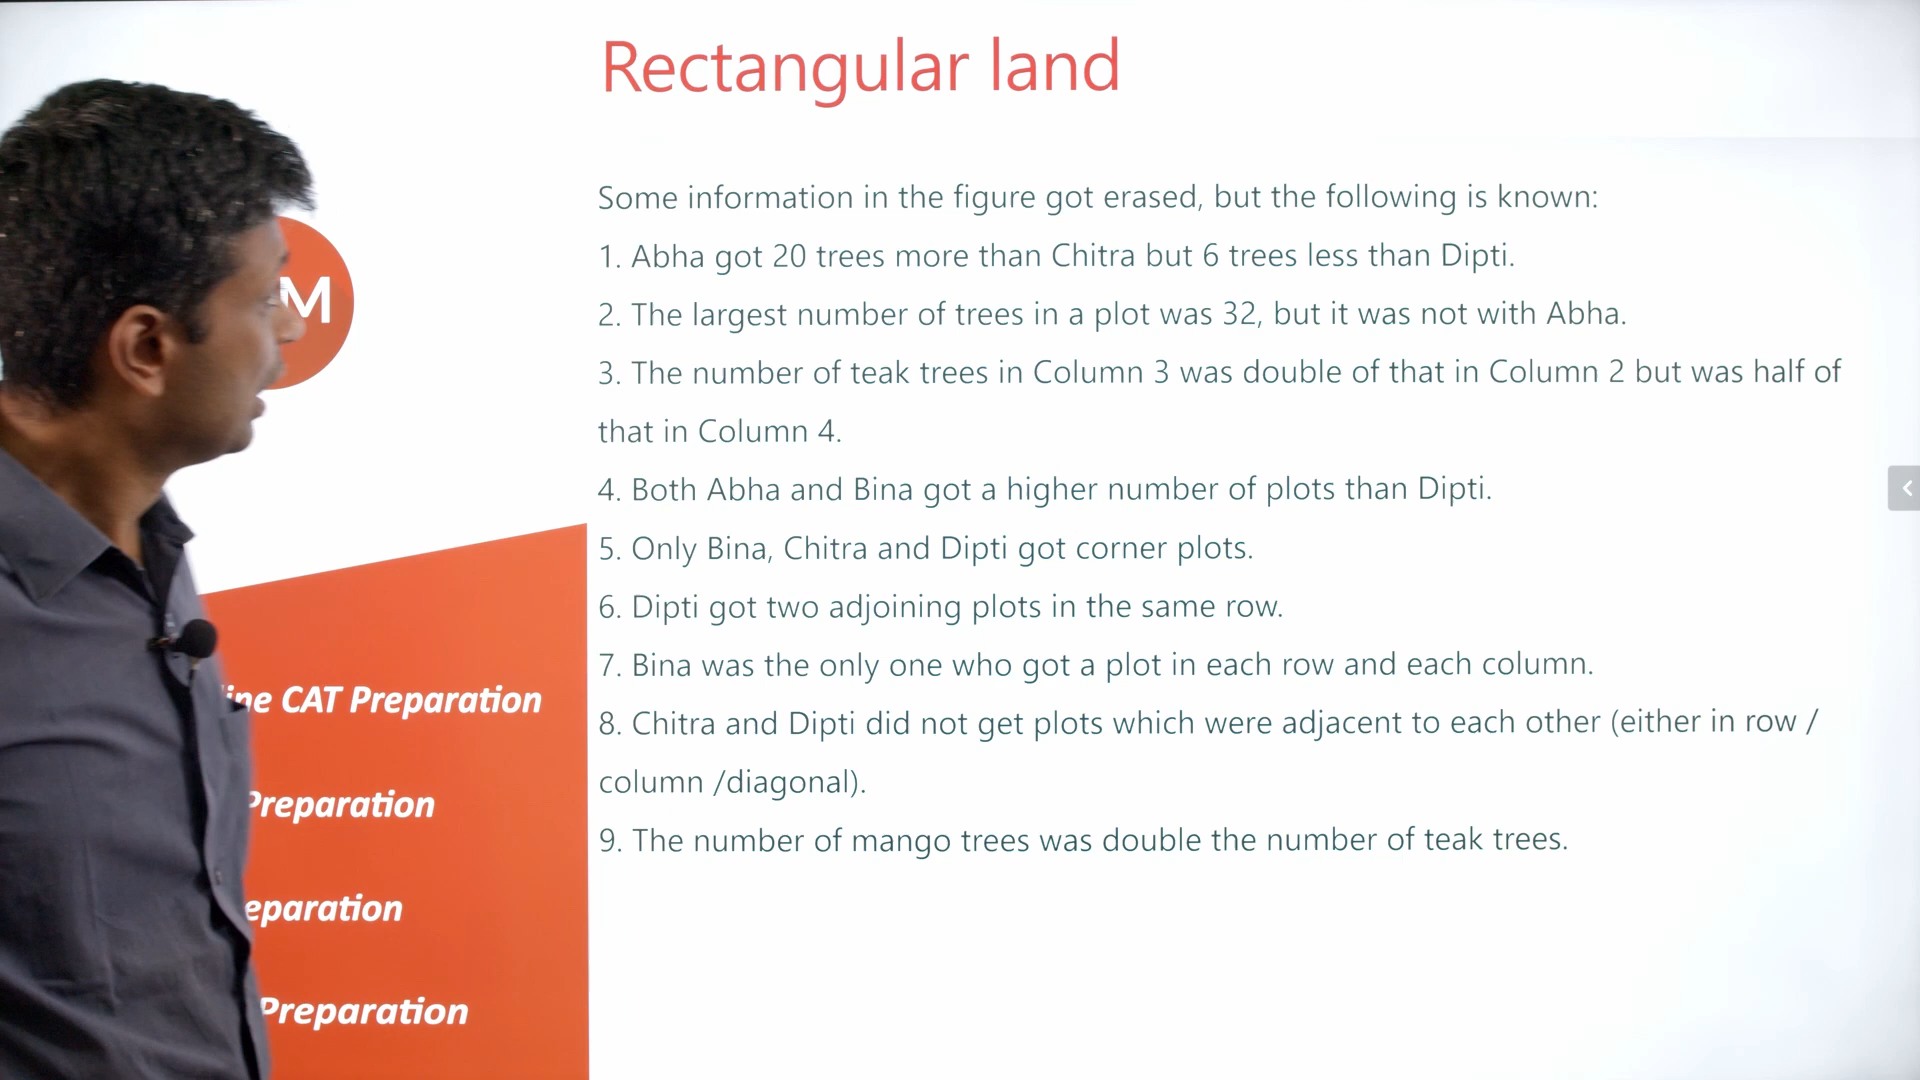 Rectangular land
Some information in the figure got erased, but the following is known:
1. Abha got 20 trees more than Chitra but 6 trees less than Dipti.
2. The largest number of trees in a plot was 32, but it was not with Abha.
3. The number of teak trees in Column 3 was double of that in Column 2 but was half of
that in Column 4.
4. Both Abha and Bina got a higher number of plots than Dipti.
5. Only Bina, Chitra and Dipti got corner plots.
6. Dipti got two adjoining plots in the same row.
7. Bina was the only one who got a plot in each row and each column.
8. Chitra and Dipti did not get plots which were adjacent to each other (either in row /
column /diagonal).
9. The number of mango trees was double the number of teak trees.
M
CAT Preparation
Preparation
Preparation